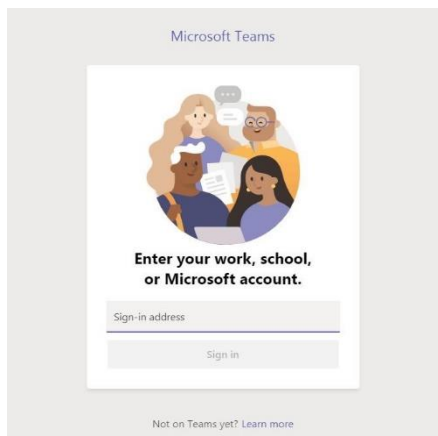 Microsoft Teams
Enter your work, school,
or Microsoft account.
Sign-in address
Sign in
Not on Teams yet? Learn more